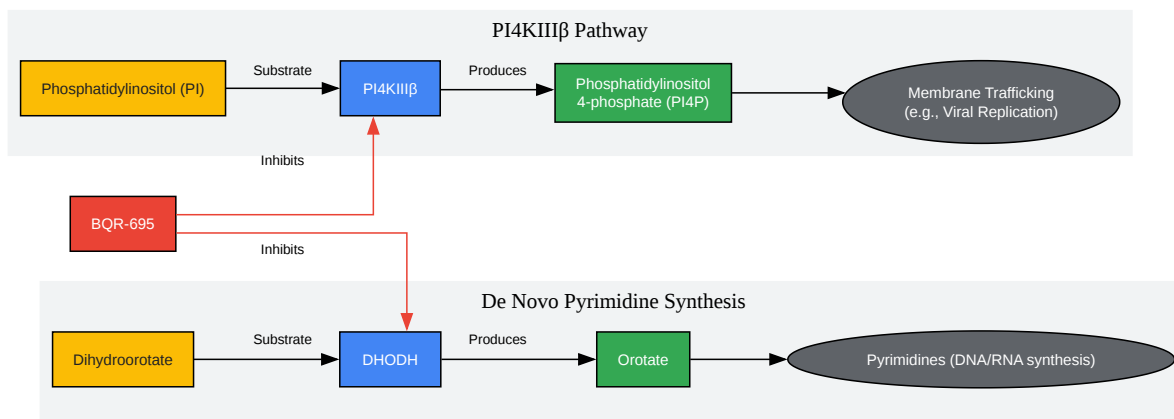 PI4KIIIβ Pathway
Phosphatidylinositol (PI)
Substrate
PI4KIIIβ
Produces
Phosphatidylinositol
4-phosphate (PI4P)
Membrane Trafficking
(e.g., Viral Replication)
Inhibits
BQR-695
Inhibits
De Novo Pyrimidine Synthesis
Dihydroorotate
Substrate
DHODH
Produces
Orotate
Pyrimidines (DNA/RNA synthesis)